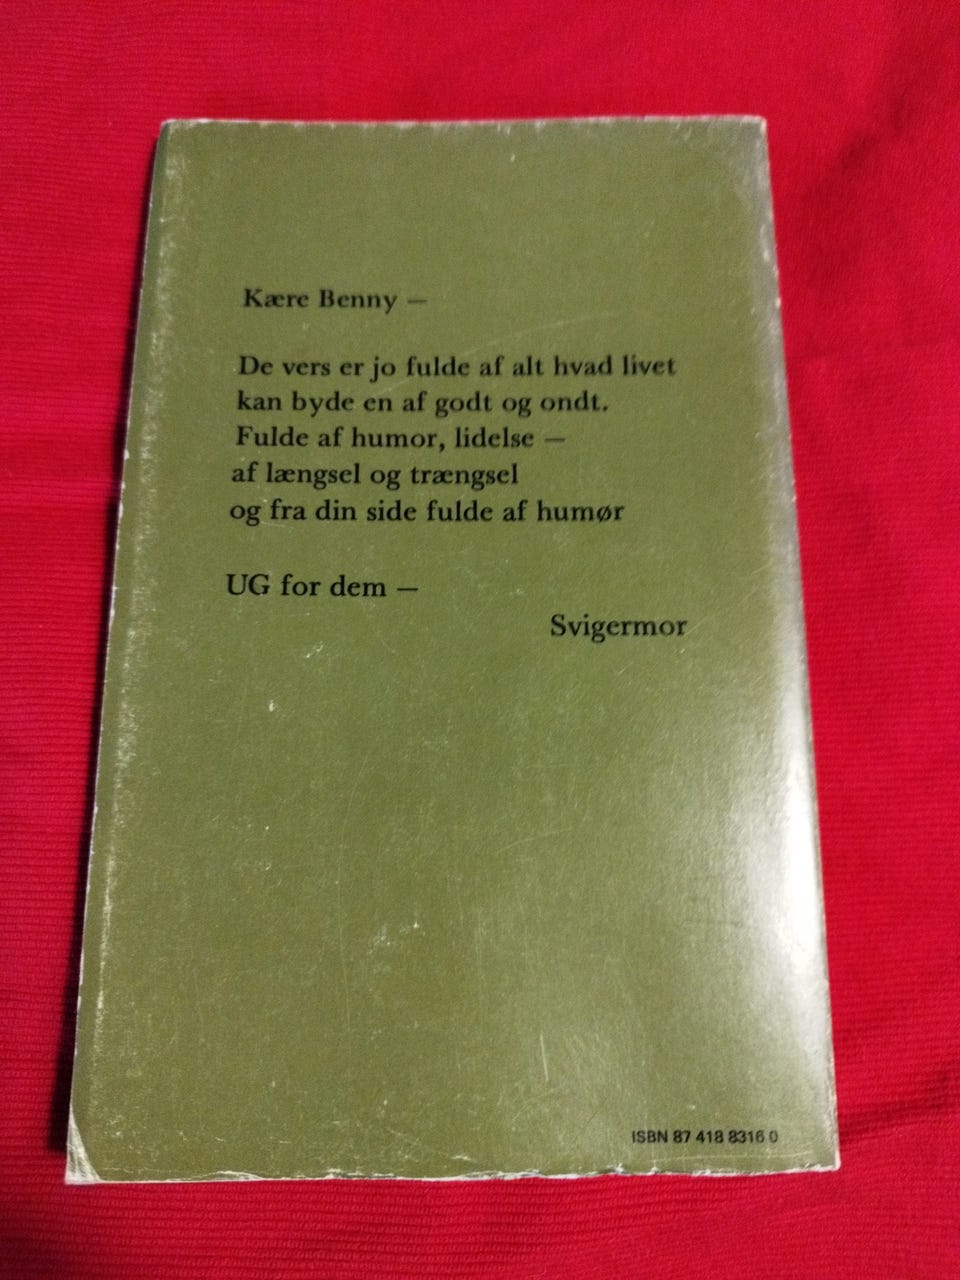 Kære Benny —
De vers er jo fulde af alt hvad livet
kan byde en af godt og ondt.
Fulde af humor, lidelse —
af længsel og trængsel
og fra din side fulde af humør
UG for dem —
Svigermor
ISBN 87 418 8316 0